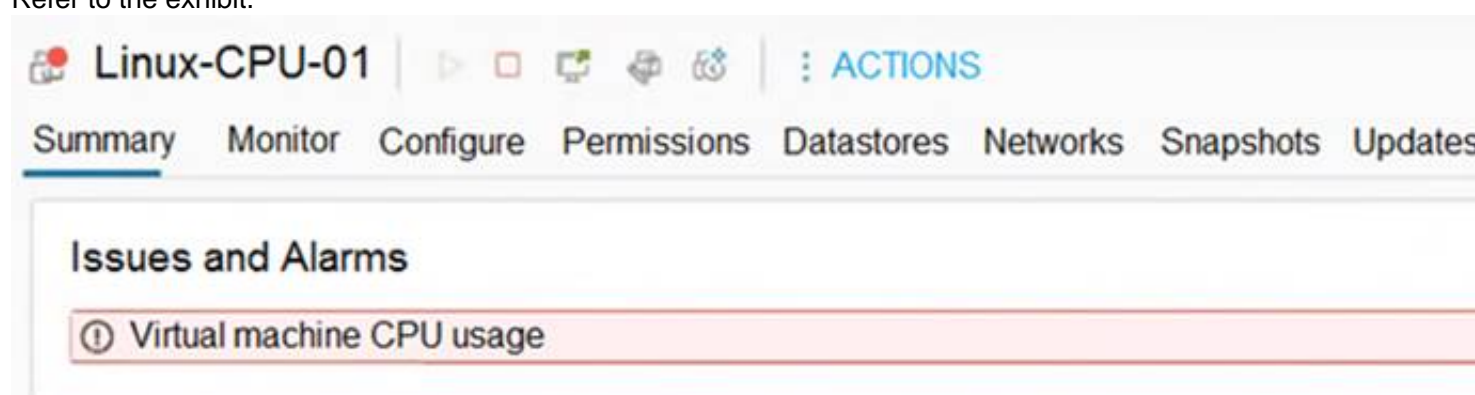 Refer to the exhibit.
Linux-CPU-01 ⋮ ACTIONS
Summary Monitor Configure Permissions Datastores Networks Snapshots Updates
Issues and Alarms
Virtual machine CPU usage